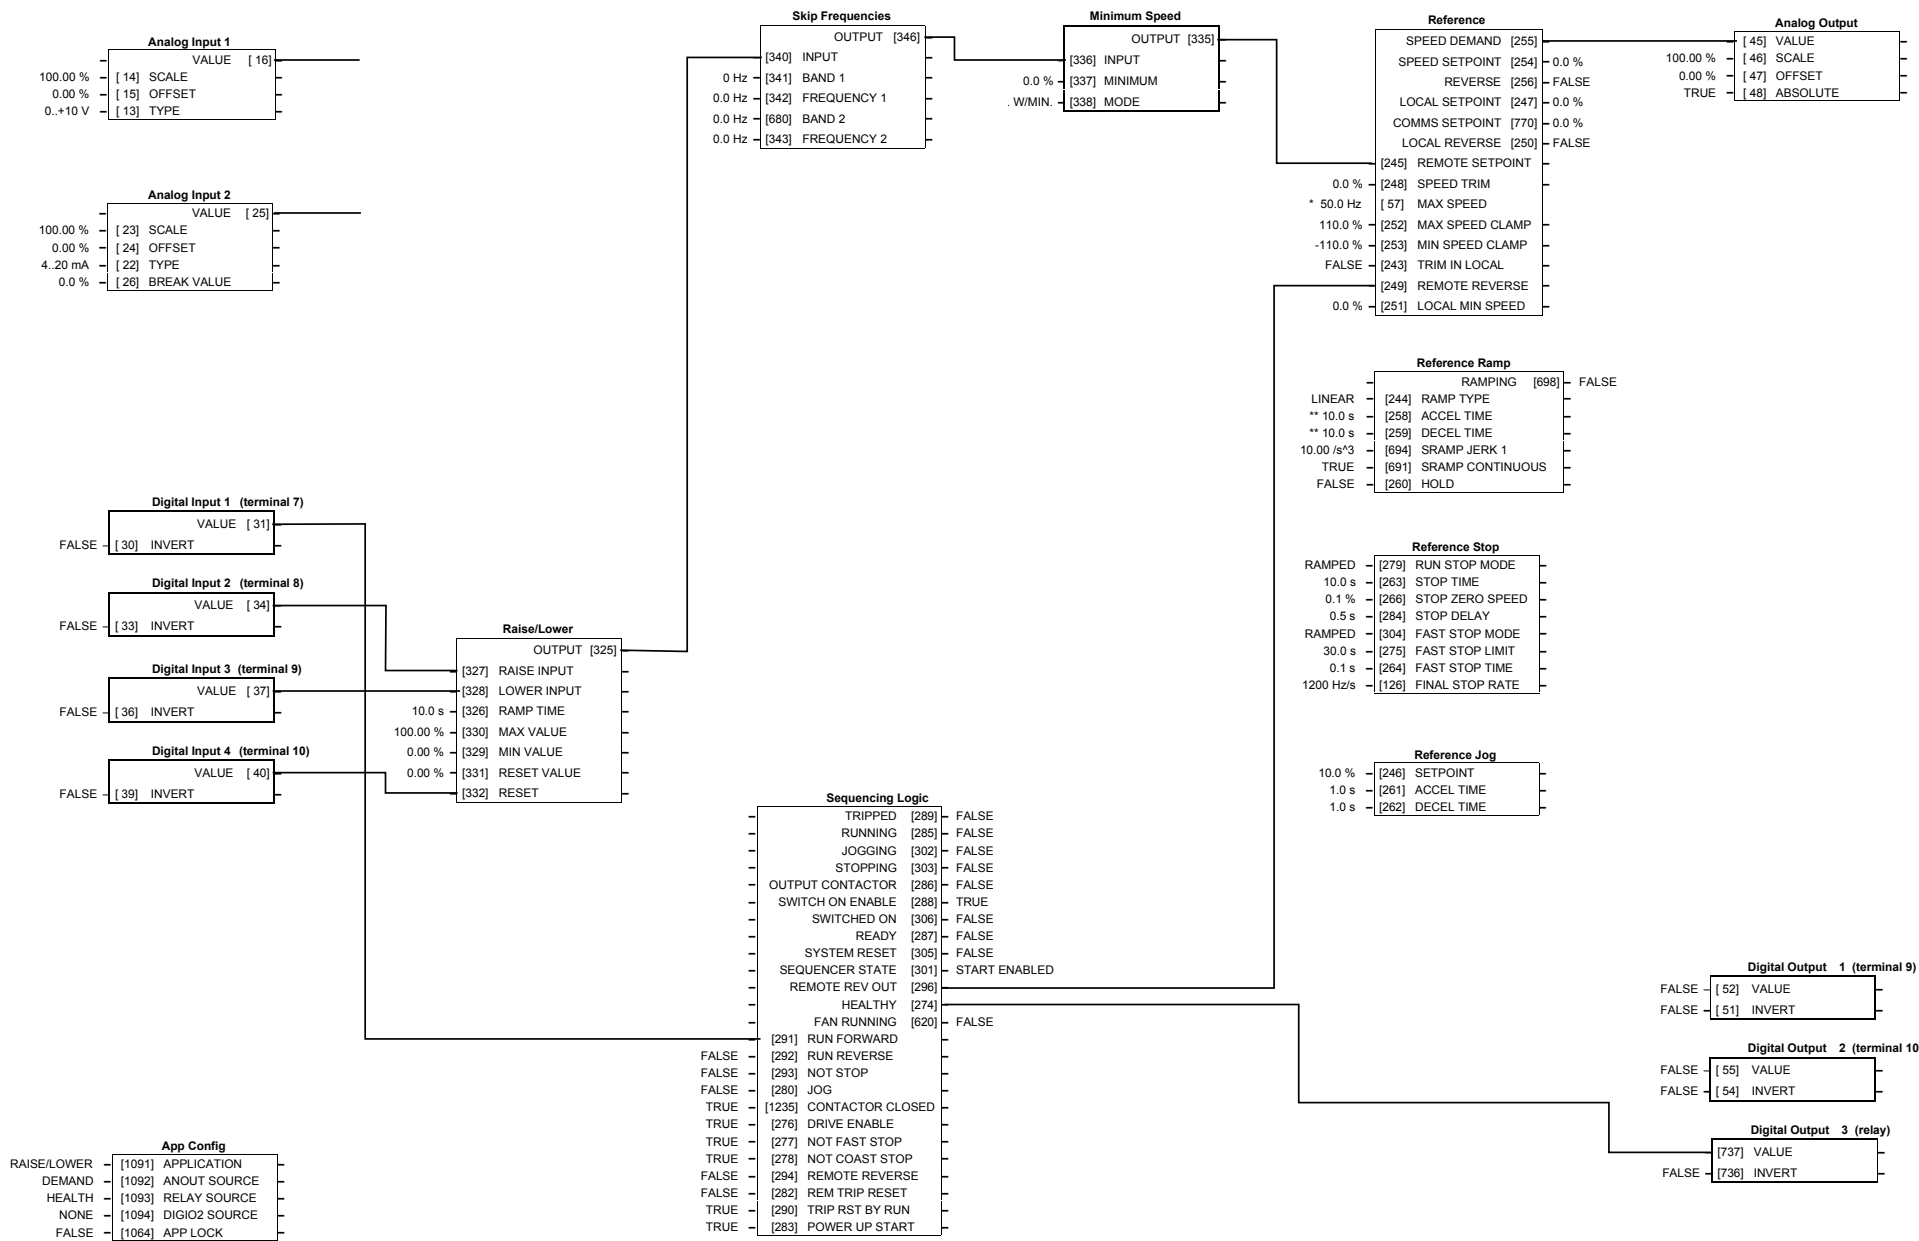 Analog Input 1
VALUE [ 16]
100.00 % [ 14] SCALE
0.00 % [ 15] OFFSET
0..+10 V [ 13] TYPE
Analog Input 2
VALUE [ 25]
100.00 % [ 23] SCALE
0.00 % [ 24] OFFSET
4..20 mA [ 22] TYPE
0.0 % [ 26] BREAK VALUE
Digital Input 1 (terminal 7)
VALUE [ 31]
FALSE [ 30] INVERT
Digital Input 2 (terminal 8)
VALUE [ 34]
FALSE [ 33] INVERT
Digital Input 3 (terminal 9)
VALUE [ 37]
FALSE [ 36] INVERT
Digital Input 4 (terminal 10)
VALUE [ 40]
FALSE [ 39] INVERT
App Config
RAISE/LOWER [1091] APPLICATION
DEMAND [1092] ANOUT SOURCE
HEALTH [1093] RELAY SOURCE
NONE [1094] DIGIO2 SOURCE
FALSE [1064] APP LOCK
Raise/Lower
OUTPUT [325]
[327] RAISE INPUT
[328] LOWER INPUT
10.0 s [326] RAMP TIME
100.00 % [330] MAX VALUE
0.00 % [329] MIN VALUE
0.00 % [331] RESET VALUE
[332] RESET
Skip Frequencies
OUTPUT [346]
[340] INPUT
0 Hz [341] BAND 1
0.0 Hz [342] FREQUENCY 1
0.0 Hz [680] BAND 2
0.0 Hz [343] FREQUENCY 2
Minimum Speed
OUTPUT [335]
[336] INPUT
0.0 % [337] MINIMUM
. W/MIN. [338] MODE
Sequencing Logic
TRIPPED [289] FALSE
RUNNING [285] FALSE
JOGGING [302] FALSE
STOPPING [303] FALSE
OUTPUT CONTACTOR [286] FALSE
SWITCH ON ENABLE [288] TRUE
SWITCHED ON [306] FALSE
READY [287] FALSE
SYSTEM RESET [305] FALSE
SEQUENCER STATE [301] START ENABLED
REMOTE REV OUT [296]
HEALTHY [274]
FAN RUNNING [620] FALSE
[291] RUN FORWARD
FALSE [292] RUN REVERSE
FALSE [293] NOT STOP
FALSE [280] JOG
TRUE [1235] CONTACTOR CLOSED
TRUE [276] DRIVE ENABLE
TRUE [277] NOT FAST STOP
TRUE [278] NOT COAST STOP
FALSE [294] REMOTE REVERSE
FALSE [282] REM TRIP RESET
TRUE [290] TRIP RST BY RUN
TRUE [283] POWER UP START
Reference
SPEED DEMAND [255]
SPEED SETPOINT [254] 0.0 %
REVERSE [256] FALSE
LOCAL SETPOINT [247] 0.0 %
COMMS SETPOINT [770] 0.0 %
LOCAL REVERSE [250] FALSE
[245] REMOTE SETPOINT
0.0 % [248] SPEED TRIM
* 50.0 Hz [ 57] MAX SPEED
110.0 % [252] MAX SPEED CLAMP
-110.0 % [253] MIN SPEED CLAMP
FALSE [243] TRIM IN LOCAL
[249] REMOTE REVERSE
0.0 % [251] LOCAL MIN SPEED
Reference Ramp
RAMPING [698] FALSE
LINEAR [244] RAMP TYPE
** 10.0 s [258] ACCEL TIME
** 10.0 s [259] DECEL TIME
10.00 /s^3 [694] SRAMP JERK 1
TRUE [691] SRAMP CONTINUOUS
FALSE [260] HOLD
Reference Stop
RAMPED [279] RUN STOP MODE
10.0 s [263] STOP TIME
0.1 % [266] STOP ZERO SPEED
0.5 s [284] STOP DELAY
RAMPED [304] FAST STOP MODE
30.0 s [275] FAST STOP LIMIT
0.1 s [264] FAST STOP TIME
1200 Hz/s [126] FINAL STOP RATE
Reference Jog
10.0 % [246] SETPOINT
1.0 s [261] ACCEL TIME
1.0 s [262] DECEL TIME
Analog Output
[ 45] VALUE
100.00 % [ 46] SCALE
0.00 % [ 47] OFFSET
TRUE [ 48] ABSOLUTE
Digital Output 1 (terminal 9)
FALSE [ 52] VALUE
FALSE [ 51] INVERT
Digital Output 2 (terminal 10
FALSE [ 55] VALUE
FALSE [ 54] INVERT
Digital Output 3 (relay)
[737] VALUE
FALSE [736] INVERT